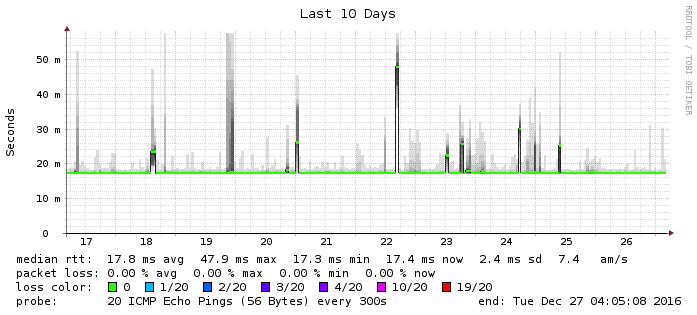 Last 10 Days
RRDTOOL / TOBI OETIKER
Seconds
50 m
40 m
30 m
20 m
10 m
0
17 18 19 20 21 22 23 24 25 26
median rtt: 17.8 ms avg 47.9 ms max 17.3 ms min 17.4 ms now 2.4 ms sd 7.4 am/s
packet loss: 0.00 % avg 0.00 % max 0.00 % min 0.00 % now
loss color: 0 1/20 2/20 3/20 4/20 10/20 19/20
probe: 20 ICMP Echo Pings (56 Bytes) every 300s end: Tue Dec 27 04:05:08 2016